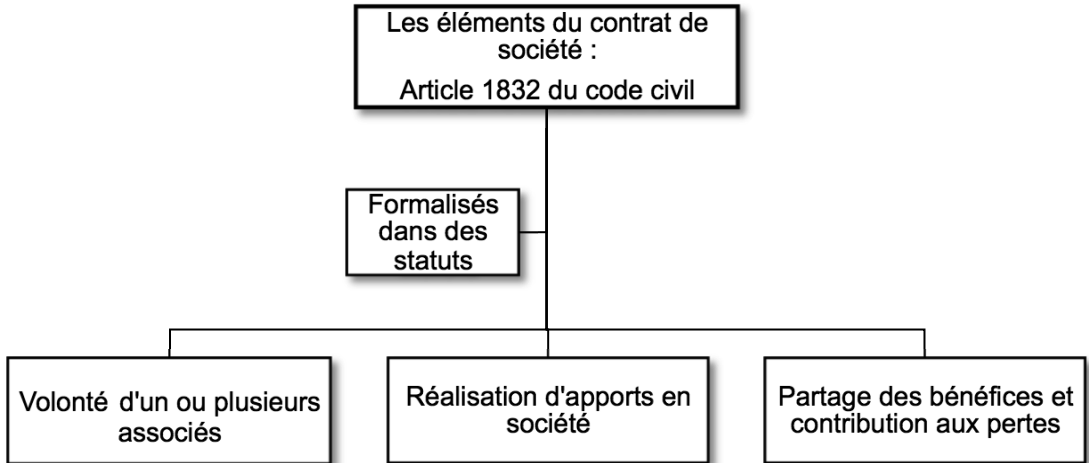 Les éléments du contrat de
société :
Article 1832 du code civil
Formalisés
dans des
statuts
Volonté d'un ou plusieurs
associés
Réalisation d'apports en
société
Partage des bénéfices et
contribution aux pertes